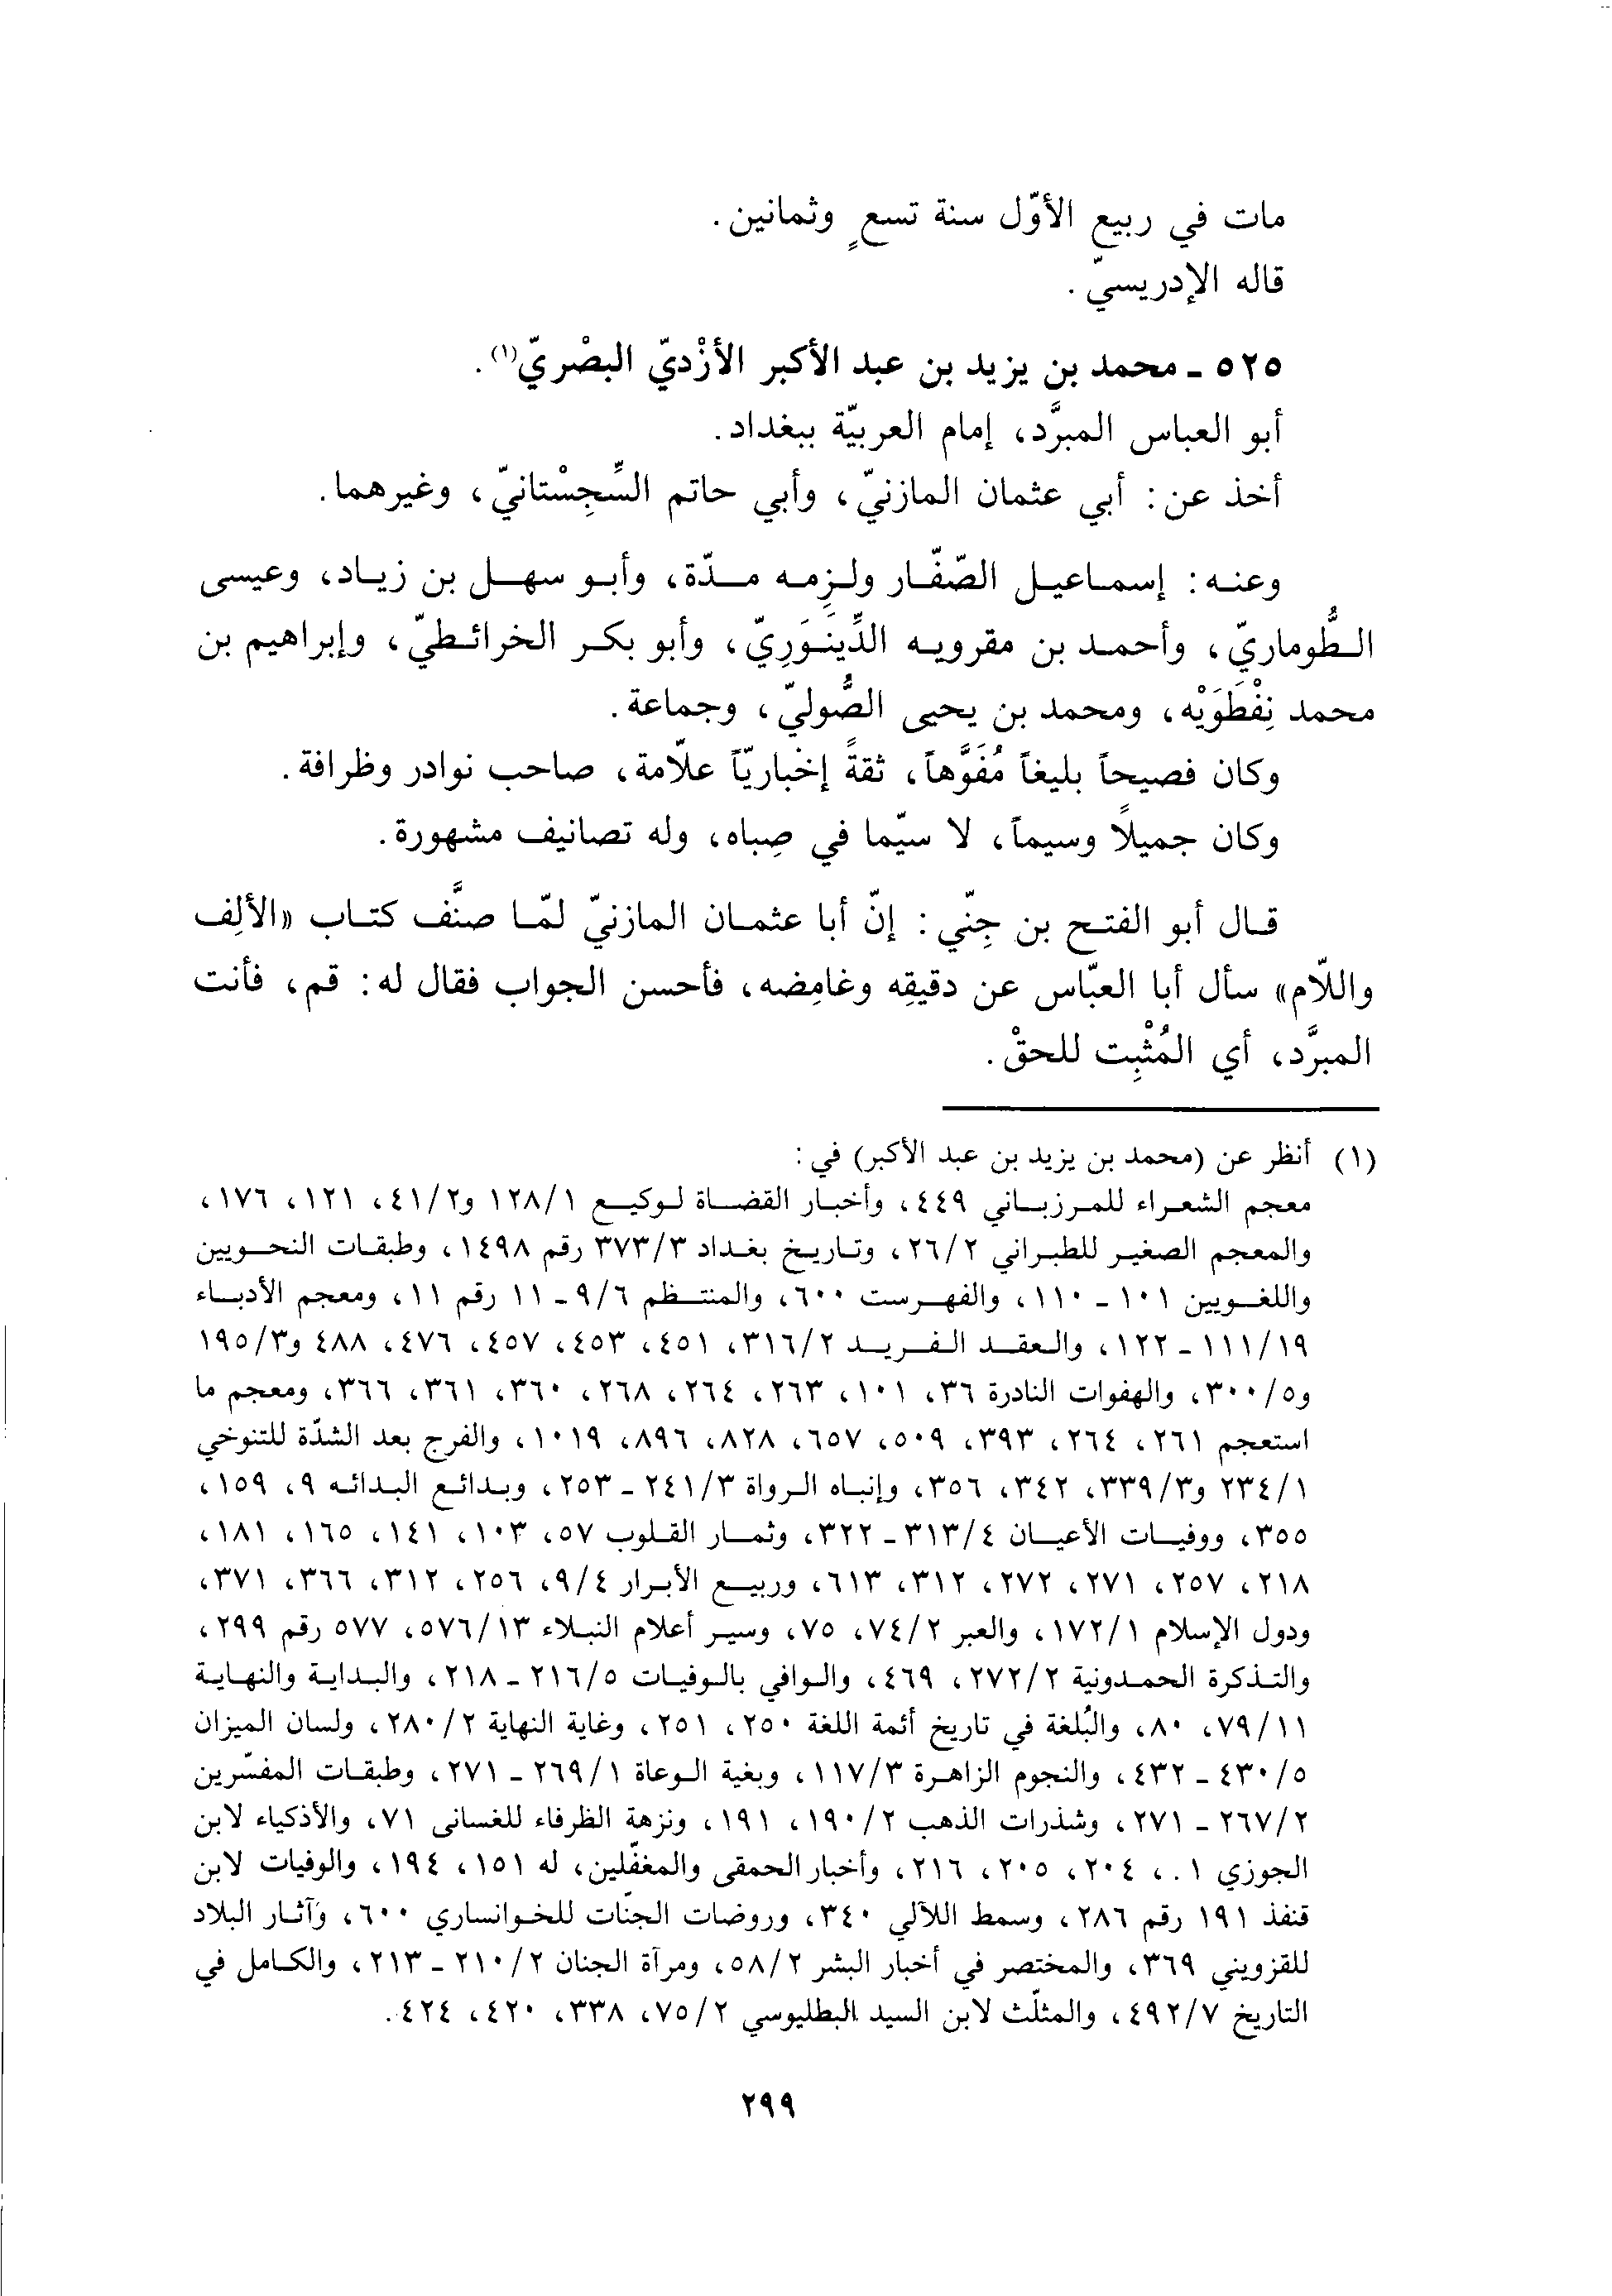 مات في ربيع الأوّل سنة تسعٍ وثمانين.
قاله الإدريسيّ.
٥٢٥ ـ محمد بن يزيد بن عبد الأكبر الأزْديّ البصْريّ(١).
أبو العباس المبرَّد، إمام العربيّة ببغداد.
أخذ عن: أبي عثمان المازنيّ، وأبي حاتم السِّجِسْتانيّ، وغيرهما.
وعنه: إسماعيل الصّفّار ولزِمه مدّة، وأبو سهل بن زياد، وعيسى
الطُّوماريّ، وأحمد بن مقرويه الدِّينَوَرِيّ، وأبو بكر الخرائطيّ، وإبراهيم بن
محمد نِفْطَوَيْه، ومحمد بن يحيى الصُّوليّ، وجماعة.
وكان فصيحاً بليغاً مُفَوَّهاً، ثقةً إخباريّاً علّامة، صاحب نوادر وظرافة.
وكان جميلاً وسيماً، لا سيّما في صِباه، وله تصانيف مشهورة.
قال أبو الفتح بن جِنّي: إنّ أبا عثمان المازنيّ لمّا صنَّف كتاب «الألِف
واللّام» سأل أبا العبّاس عن دقيقِه وغامِضه، فأحسن الجواب فقال له: قم، فأنت
المبرَّد، أي المُثْبِت للحقْ.
(١) أنظر عن (محمد بن يزيد بن عبد الأكبر) في:
معجم الشعراء للمرزباني ٤٤٩، وأخبار القضاة لوكيع ١٢٨/١ و٤١/٢، ١٢١، ١٧٦،
والمعجم الصغير للطبراني ٢٦/٢، وتاريخ بغداد ٣٧٣/٣ رقم ١٤٩٨، وطبقات النحويين
واللغويين ١٠١ ـ ١١٠، والفهرست ٦٠٠، والمنتظم ٩/٦ ـ ١١ رقم ١١، ومعجم الأدباء
١١١/١٩ ـ ١٢٢، والعقد الفريد ٣١٦/٢، ٤٥١، ٤٥٣، ٤٥٧، ٤٧٦، ٤٨٨ و١٩٥/٣
و٣٠٠/٥، والهفوات النادرة ٣٦، ١٠١، ٢٦٣، ٢٦٤، ٢٦٨، ٣٦٠، ٣٦١، ٣٦٦، ومعجم ما
استعجم ٢٦١، ٢٦٤، ٣٩٣، ٥٠٩، ٦٥٧، ٨٢٨، ٨٩٦، ١٠١٩، والفرج بعد الشدّة للتنوخي
٢٣٤/١ و٣٣٩/٣، ٣٤٢، ٣٥٦، وإنباه الرواة ٢٤١/٣ ـ ٢٥٣، وبدائع البدائه ٩، ١٥٩،
٣٥٥، ووفيات الأعيان ٣١٣/٤ ـ ٣٢٢، وثمار القلوب ٥٧، ١٠٣، ١٤١، ١٦٥، ١٨١،
٢١٨، ٢٥٧، ٢٧١، ٢٧٢، ٣١٢، ٦١٣، وربيع الأبرار ٩/٤، ٢٥٦، ٣١٢، ٣٦٦، ٣٧١،
ودول الإسلام ١٧٢/١، والعبر ٧٤/٢، ٧٥، وسير أعلام النبلاء ٥٧٦/١٣، ٥٧٧ رقم ٢٩٩،
والتذكرة الحمدونية ٢٧٢/٢، ٤٦٩، والوافي بالوفيات ٢١٦/٥ ـ ٢١٨، والبداية والنهاية
٧٩/١١، ٨٠، والبُلغة في تاريخ أئمة اللغة ٢٥٠، ٢٥١، وغاية النهاية ٢٨٠/٢، ولسان الميزان
٤٣٠/٥ ـ ٤٣٢، والنجوم الزاهرة ١١٧/٣، وبغية الوعاة ٢٦٩/١ ـ ٢٧١، وطبقات المفسّرين
٢٦٧/٢ ـ ٢٧١، وشذرات الذهب ١٩٠/٢، ١٩١، ونزهة الظرفاء للغسانى ٧١، والأذكياء لابن
الجوزي ١.، ٢٠٤، ٢٠٥، ٢١٦، وأخبار الحمقى والمغفّلين، له ١٥١، ١٩٤، والوفيات لابن
قنفذ ١٩١ رقم ٢٨٦، وسمط اللآلي ٣٤٠، وروضات الجنّات للخوانساري ٦٠٠، وآثار البلاد
للقزويني ٣٦٩، والمختصر في أخبار البشر ٥٨/٢، ومرآة الجنان ٢١٠/٢ ـ ٢١٣، والكامل في
التاريخ ٤٩٢/٧، والمثلّث لابن السيد البطليوسي ٧٥/٢، ٣٣٨، ٤٢٠، ٤٢٤.
٢٩٩